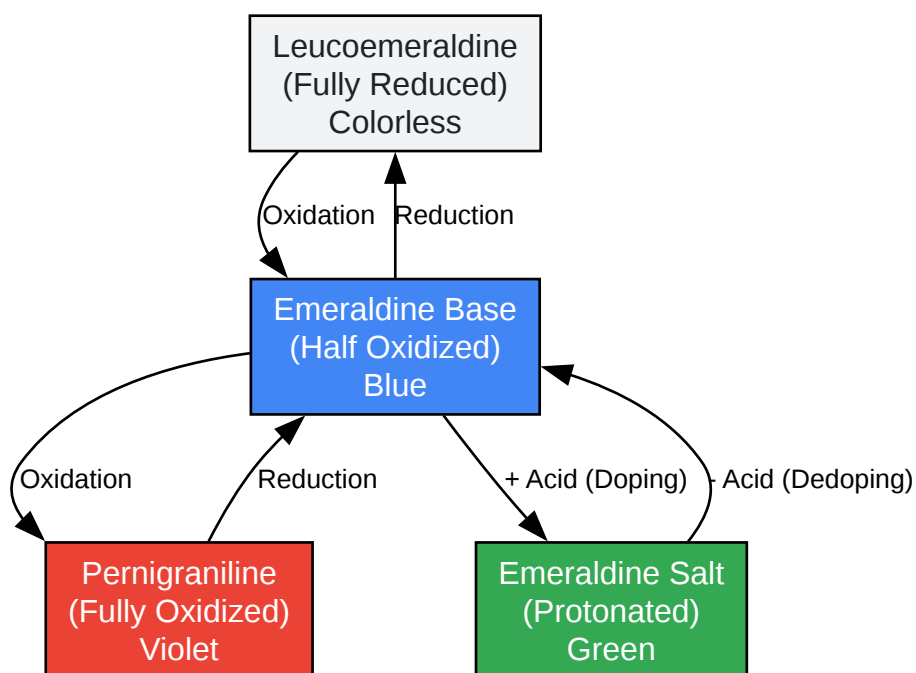 Leucoemeraldine
(Fully Reduced)
Colorless
Oxidation
Reduction
Emeraldine Base
(Half Oxidized)
Blue
Oxidation
Reduction
+ Acid (Doping)
- Acid (Dedoping)
Pernigraniline
(Fully Oxidized)
Violet
Emeraldine Salt
(Protonated)
Green